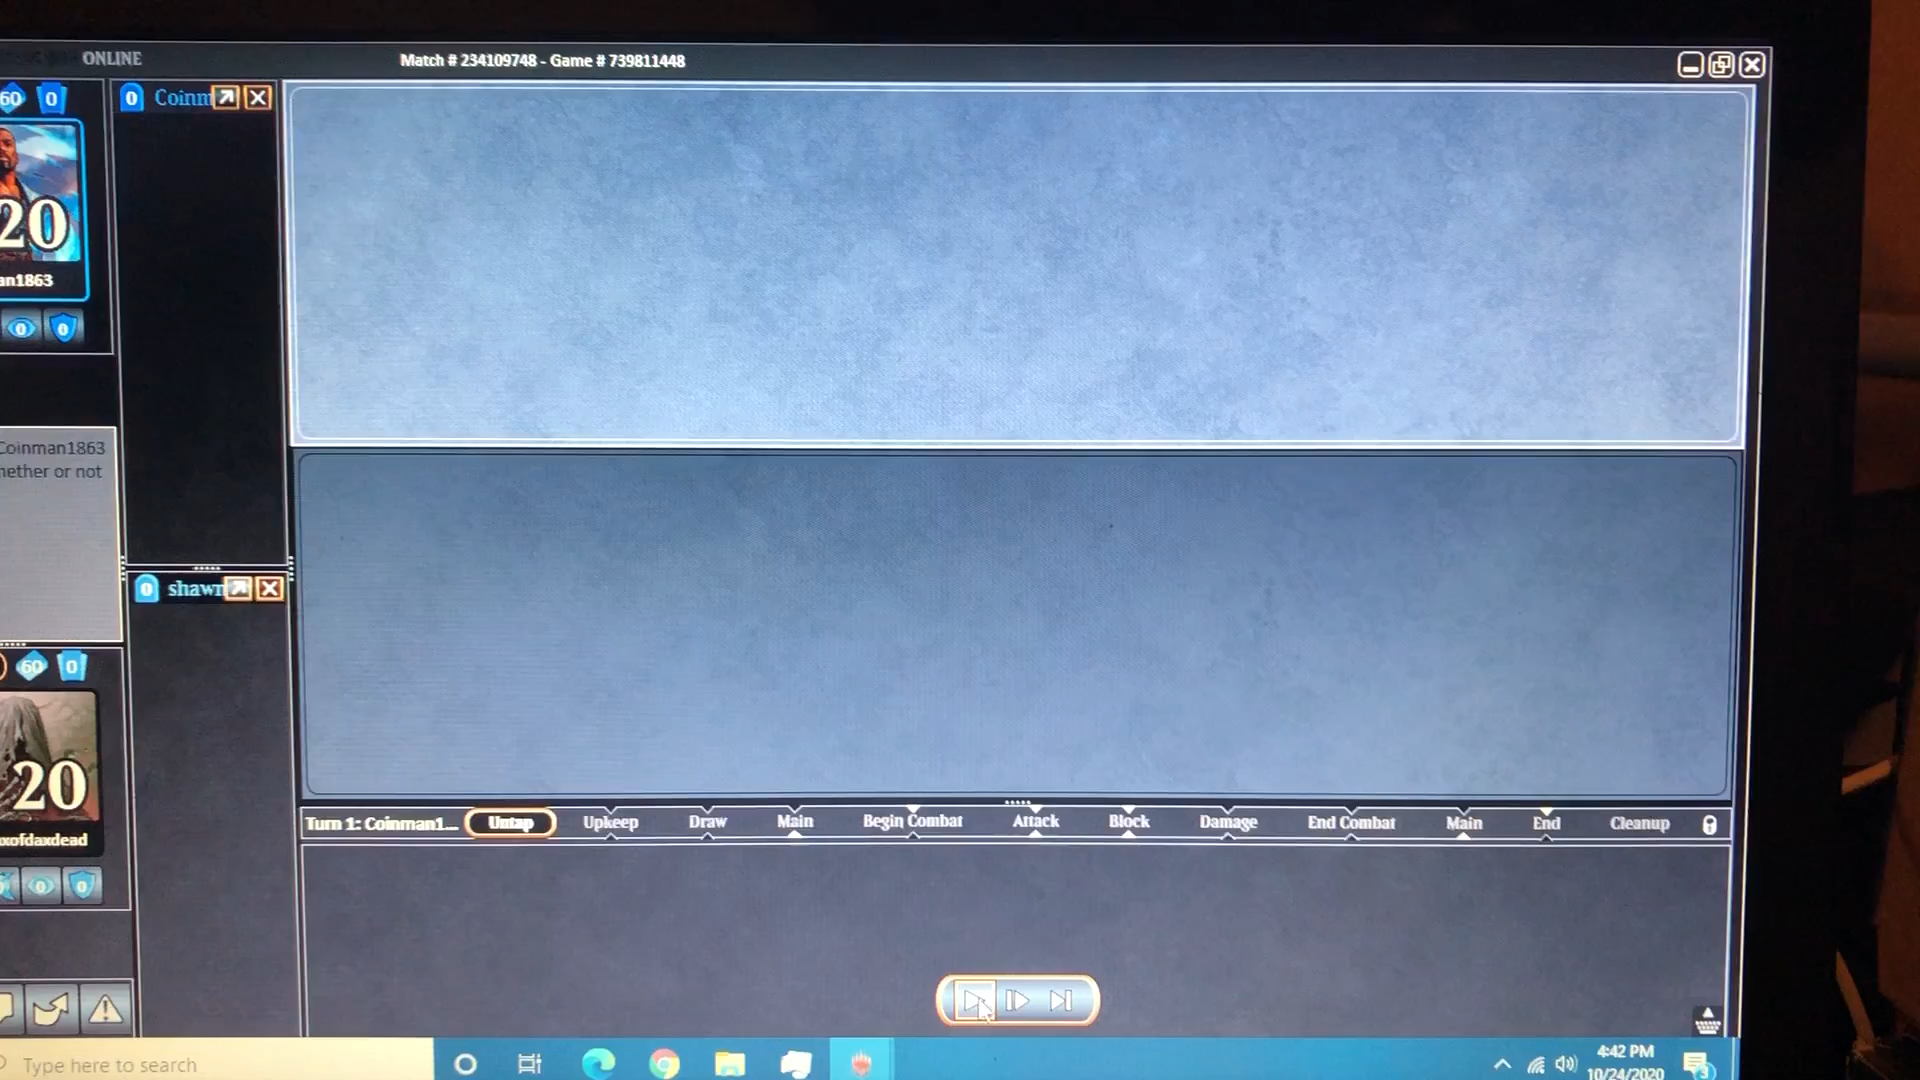 ONLINE
Match # 234109748 - Game # 739811448
60 0
0 Coinm
20
an1863
0 0
Coinman1863
hether or not
0 shawn
60 0
20
xofdaxdead
0 0
Turn 1: Coinman1... Untap Upkeep Draw Main Begin Combat Attack Block Damage End Combat Main End Cleanup
Type here to search
4:42 PM
10/24/2020
3